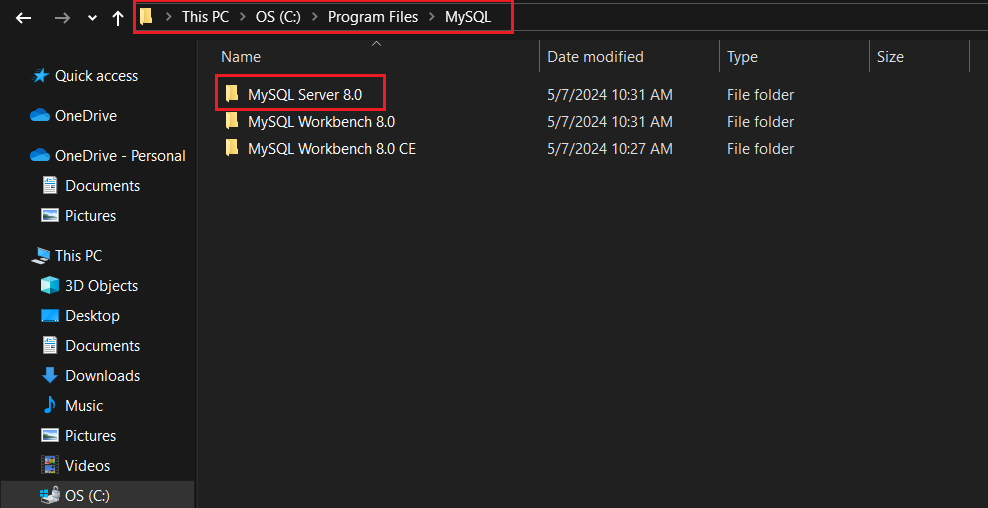 This PC > OS (C:) > Program Files > MySQL
Name Date modified Type Size
Quick access
OneDrive
OneDrive - Personal
Documents
Pictures
This PC
3D Objects
Desktop
Documents
Downloads
Music
Pictures
Videos
OS (C:)
MySQL Server 8.0 5/7/2024 10:31 AM File folder
MySQL Workbench 8.0 5/7/2024 10:31 AM File folder
MySQL Workbench 8.0 CE 5/7/2024 10:27 AM File folder